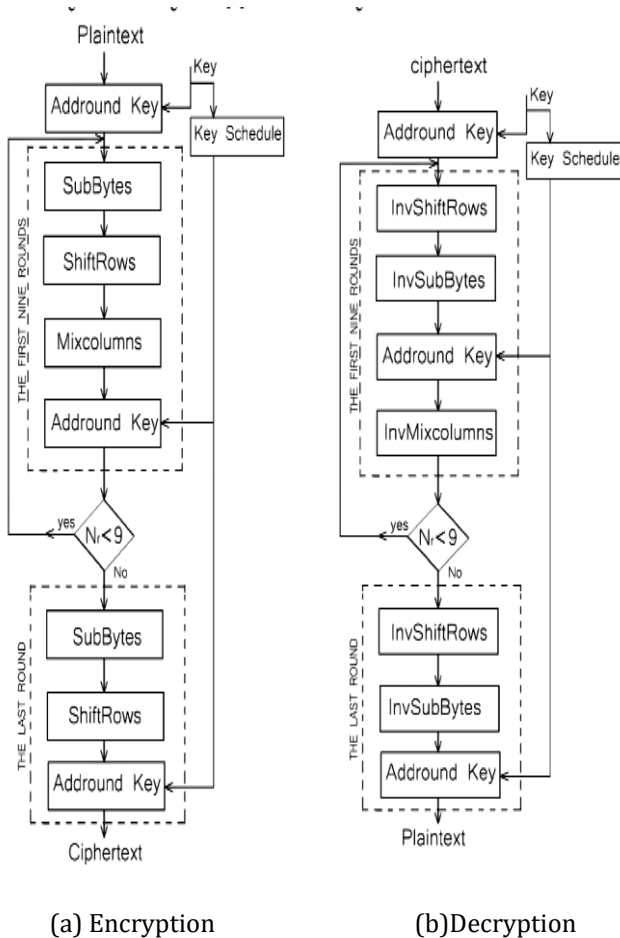 Plaintext
Key
Addround Key
Key Schedule
SubBytes
ShiftRows
Mixcolumns
Addround Key
THE FIRST NINE ROUNDS
yes
Nr<9
No
SubBytes
ShiftRows
Addround Key
THE LAST ROUND
Ciphertext
(a) Encryption
ciphertext
Key
Addround Key
Key Schedule
InvShiftRows
InvSubBytes
Addround Key
InvMixcolumns
THE FIRST NINE ROUNDS
yes
Nr<9
No
InvShiftRows
InvSubBytes
Addround Key
THE LAST ROUND
Plaintext
(b)Decryption